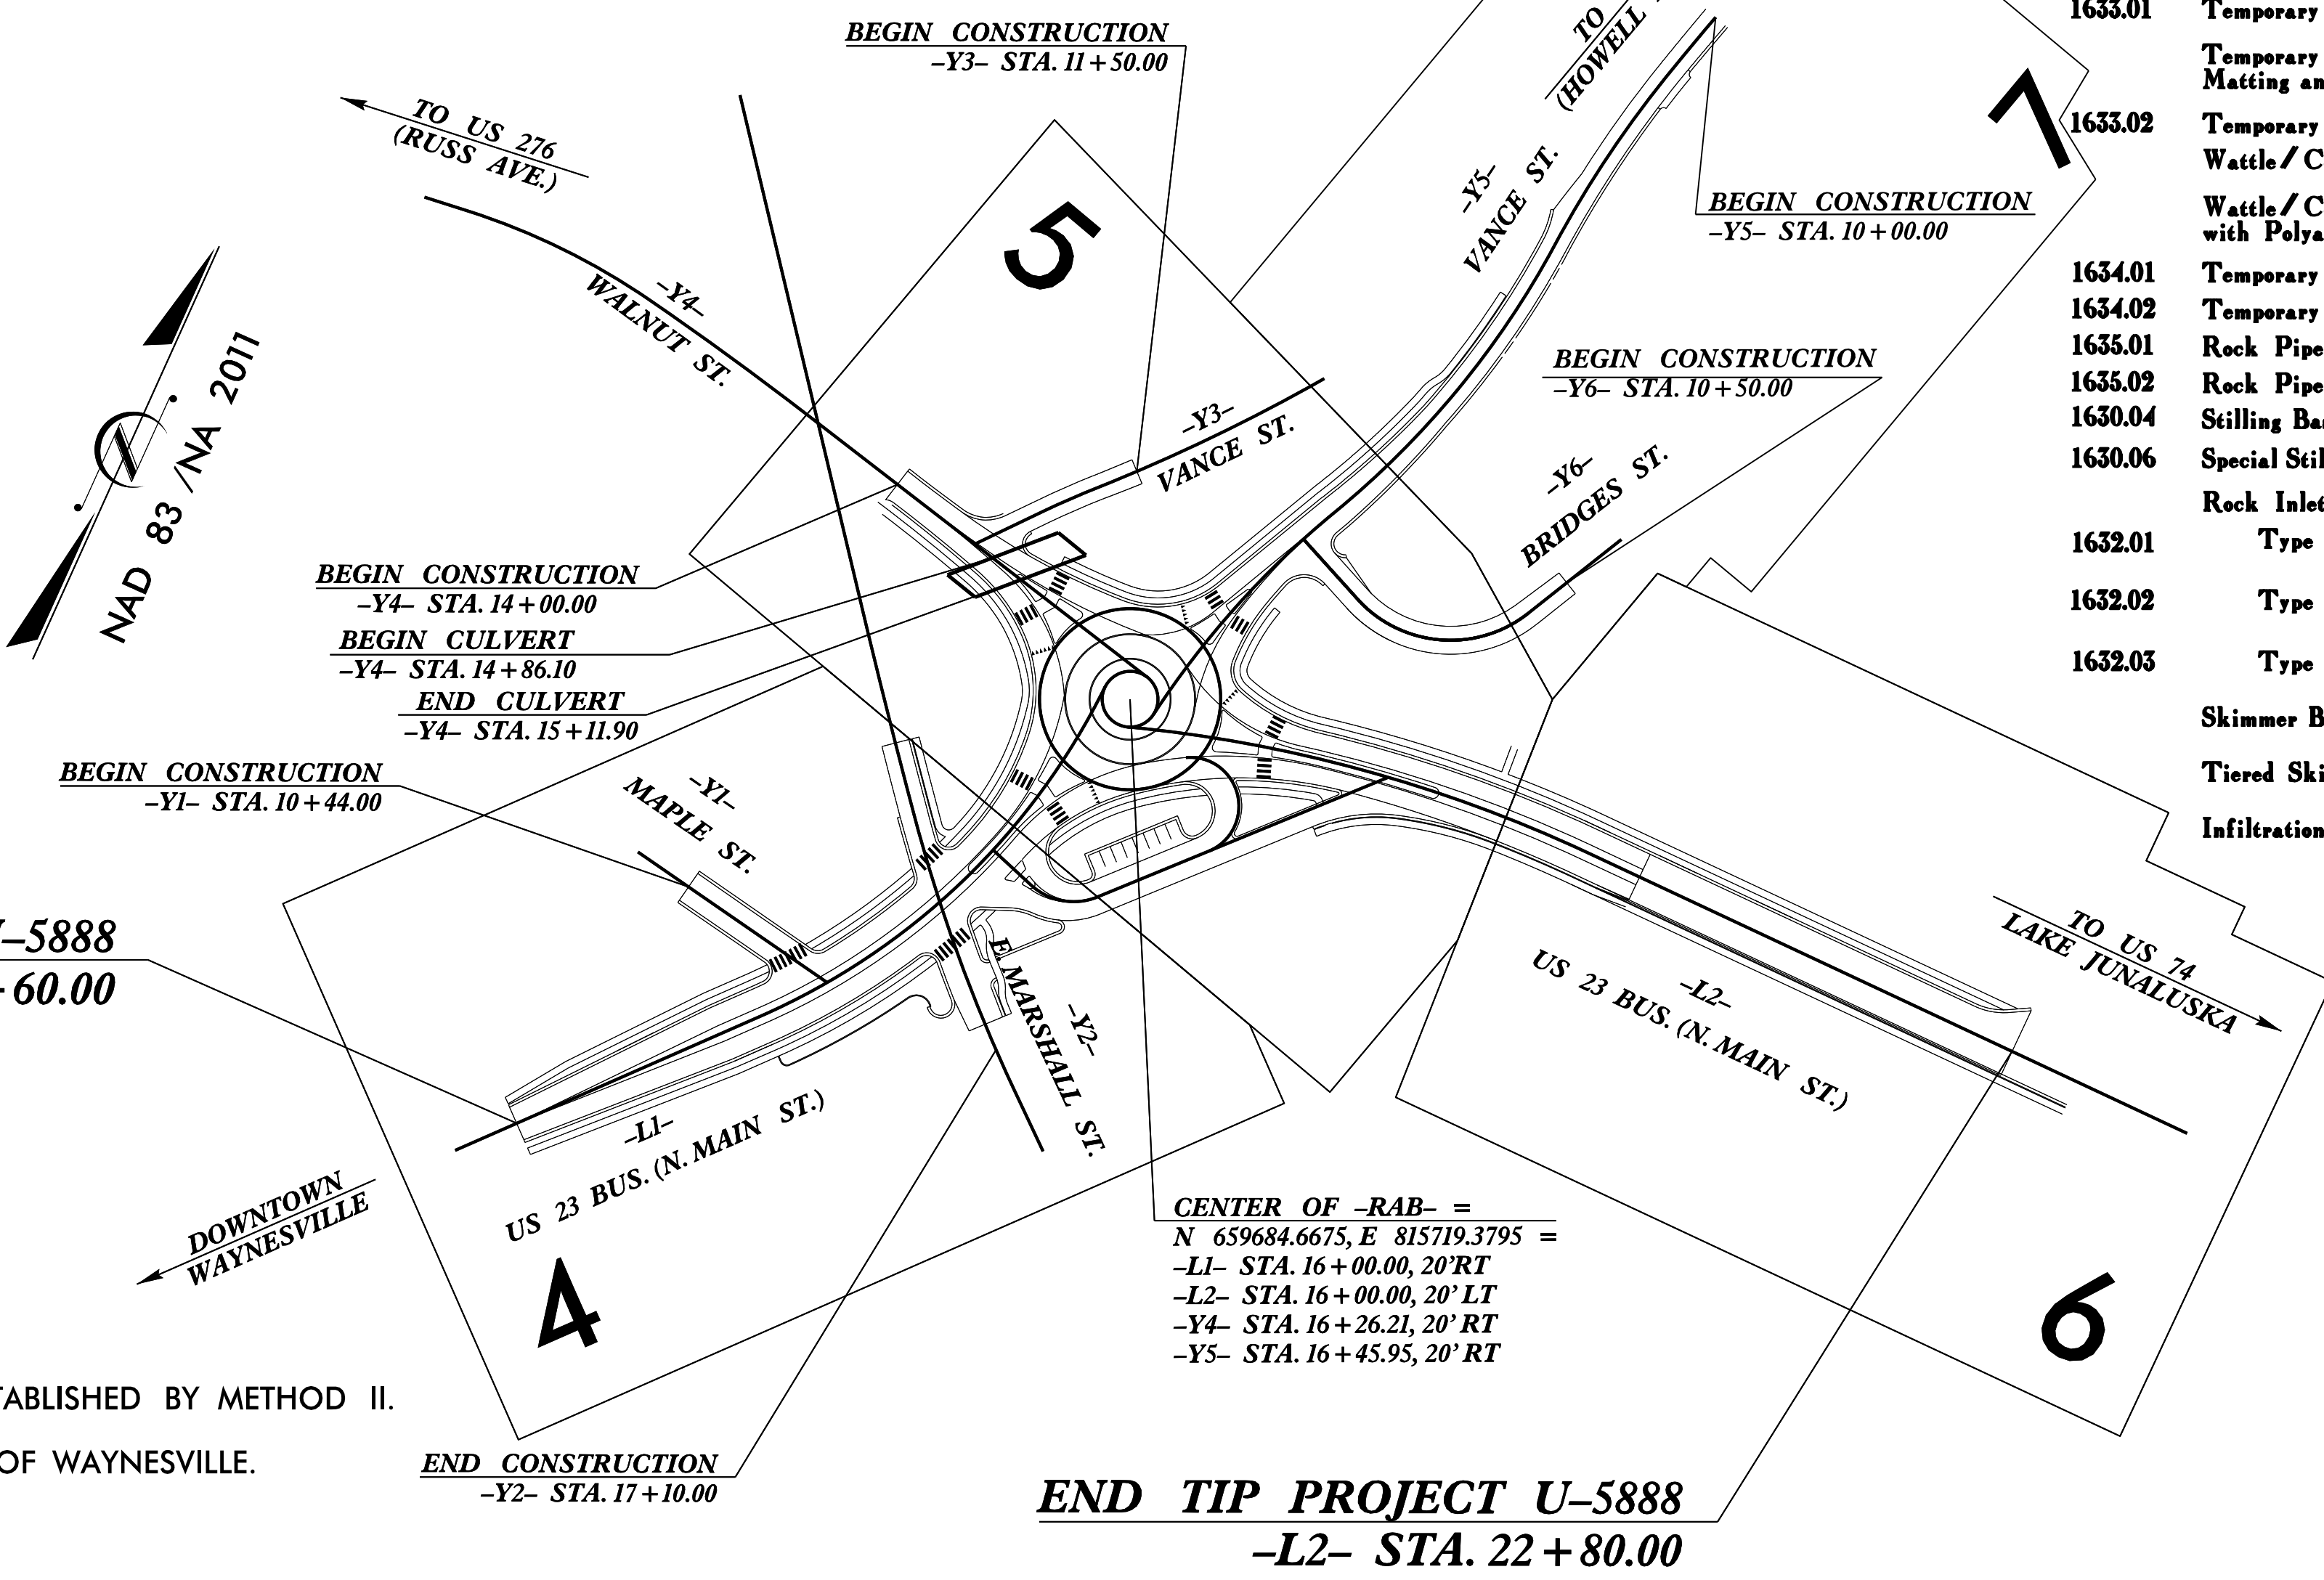 BEGIN CONSTRUCTION
–Y3– STA. 11+50.00
TO
(HOWELL
TO US 276
(RUSS AVE.)
5
7
–Y5–
VANCE ST.
BEGIN CONSTRUCTION
–Y5– STA. 10+00.00
–Y4–
WALNUT ST.
NAD 83 /NA 2011
N
BEGIN CONSTRUCTION
–Y6– STA. 10+50.00
–Y3–
VANCE ST.
–Y6–
BRIDGES ST.
BEGIN CONSTRUCTION
–Y4– STA. 14+00.00
BEGIN CULVERT
–Y4– STA. 14+86.10
END CULVERT
–Y4– STA. 15+11.90
BEGIN CONSTRUCTION
–Y1– STA. 10+44.00
–Y1–
MAPLE ST.
–5888
+60.00
E. MARSHALL ST.
–Y2–
–L1–
US 23 BUS. (N. MAIN ST.)
–L2–
US 23 BUS. (N. MAIN ST.)
TO US 74
LAKE JUNALUSKA
DOWNTOWN
WAYNESVILLE
4
6
CENTER OF –RAB– =
N 659684.6675, E 815719.3795 =
–L1– STA. 16+00.00, 20'RT
–L2– STA. 16+00.00, 20' LT
–Y4– STA. 16+26.21, 20' RT
–Y5– STA. 16+45.95, 20' RT
TABLISHED BY METHOD II.
OF WAYNESVILLE.
END CONSTRUCTION
–Y2– STA. 17+10.00
END TIP PROJECT U–5888
–L2– STA. 22+80.00
1633.01 Temporary
Temporary
Matting an
1633.02 Temporary
Wattle/C
Wattle/C
with Polya
1634.01 Temporary
1634.02 Temporary
1635.01 Rock Pipe
1635.02 Rock Pipe
1630.04 Stilling Ba
1630.06 Special Stil
Rock Inlet
1632.01 Type
1632.02 Type
1632.03 Type
Skimmer B
Tiered Ski
Infiltration